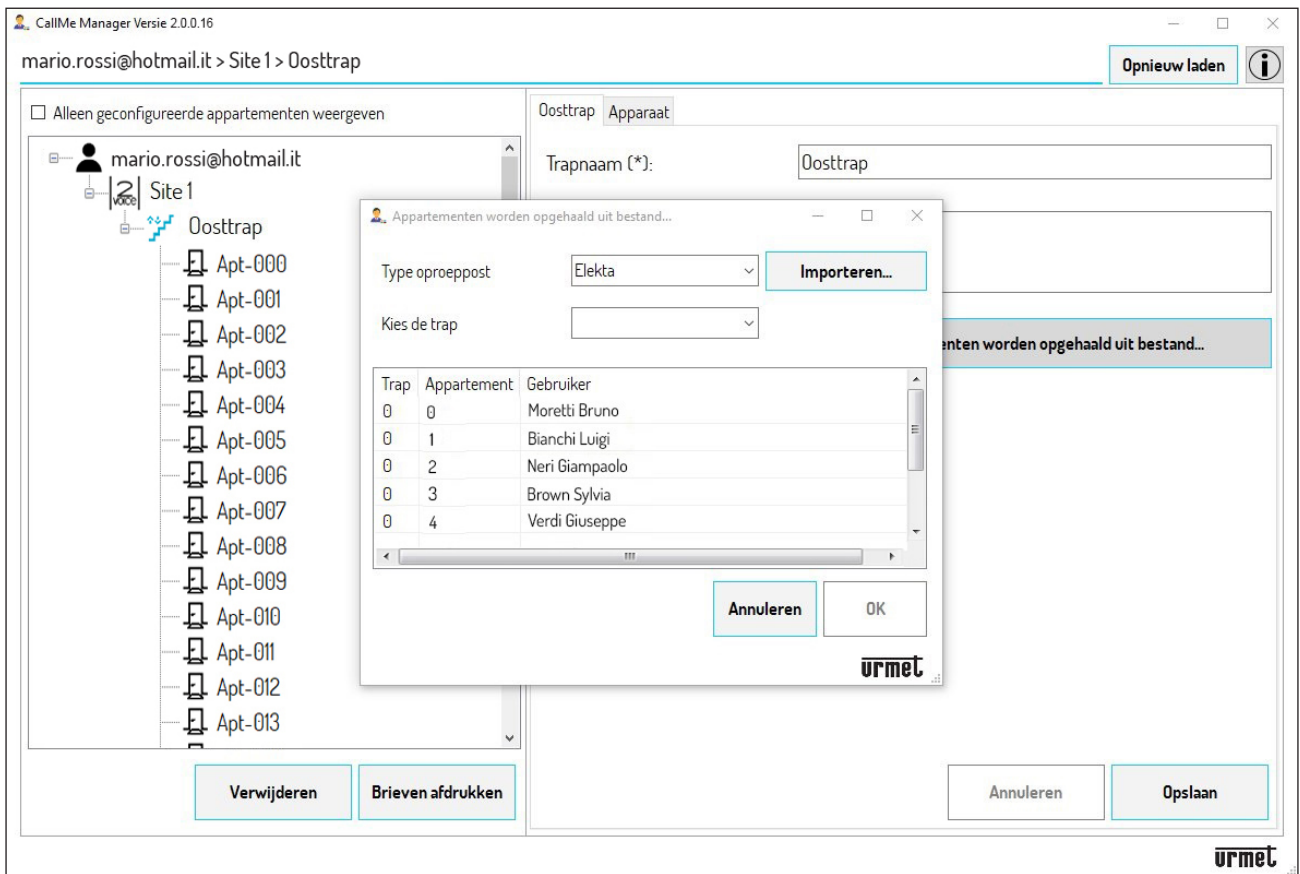 CallMe Manager Versie 2.0.0.16
mario.rossi@hotmail.it > Site 1 > Oosttrap
Opnieuw laden
Alleen geconfigureerde appartementen weergeven
mario.rossi@hotmail.it
2 voice Site 1
Oosttrap
Apt-000
Apt-001
Apt-002
Apt-003
Apt-004
Apt-005
Apt-006
Apt-007
Apt-008
Apt-009
Apt-010
Apt-011
Apt-012
Apt-013
Verwijderen Brieven afdrukken
Oosttrap Apparaat
Trapnaam (*): Oosttrap
worden opgehaald uit bestand...
Annuleren Opslaan
Appartementen worden opgehaald uit bestand...
Type oproeppost Elekta Importeren...
Kies de trap
Trap Appartement Gebruiker
0 0 Moretti Bruno
0 1 Bianchi Luigi
0 2 Neri Giampaolo
0 3 Brown Sylvia
0 4 Verdi Giuseppe
Annuleren OK
urmet
urmet